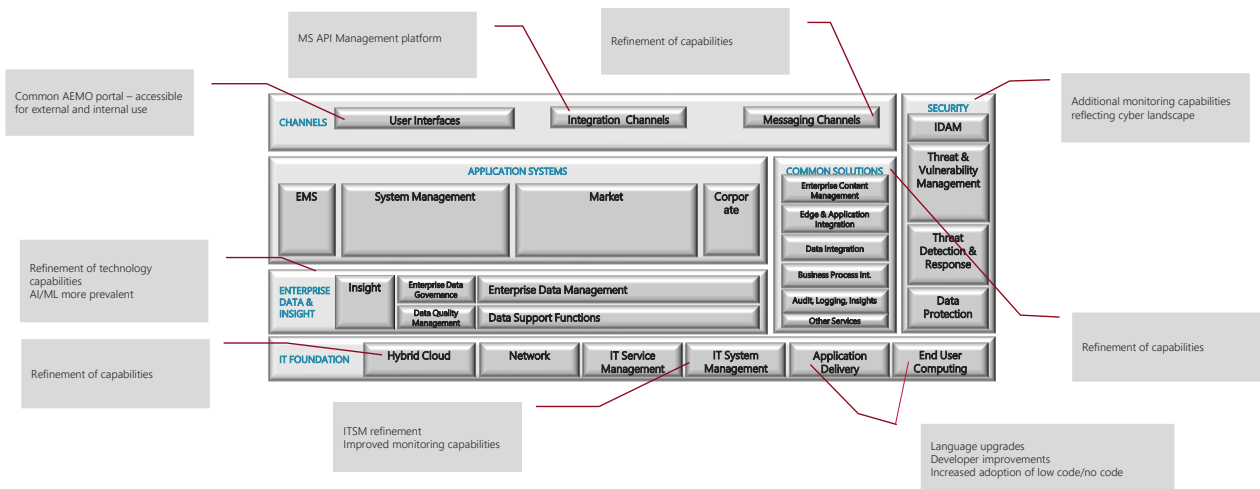 MS API Management platform
Refinement of capabilities
Common AEMO portal – accessible
for external and internal use
Additional monitoring capabilities
reflecting cyber landscape
CHANNELS
User Interfaces
Integration Channels
Messaging Channels
SECURITY
IDAM
Threat &
Vulnerability
Management
Threat
Detection &
Response
Data
Protection
APPLICATION SYSTEMS
EMS
System Management
Market
Corpor
ate
COMMON SOLUTIONS
Enterprise Content
Management
Edge & Application
Integration
Data Integration
Business Process Int.
Audit, Logging, Insights
Other Services
Refinement of technology
capabilities
AI/ML more prevalent
ENTERPRISE
DATA &
INSIGHT
Insight
Enterprise Data
Governance
Enterprise Data Management
Data Quality
Management
Data Support Functions
Refinement of capabilities
IT FOUNDATION
Hybrid Cloud
Network
IT Service
Management
IT System
Management
Application
Delivery
End User
Computing
Refinement of capabilities
ITSM refinement
Improved monitoring capabilities
Language upgrades
Developer improvements
Increased adoption of low code/no code